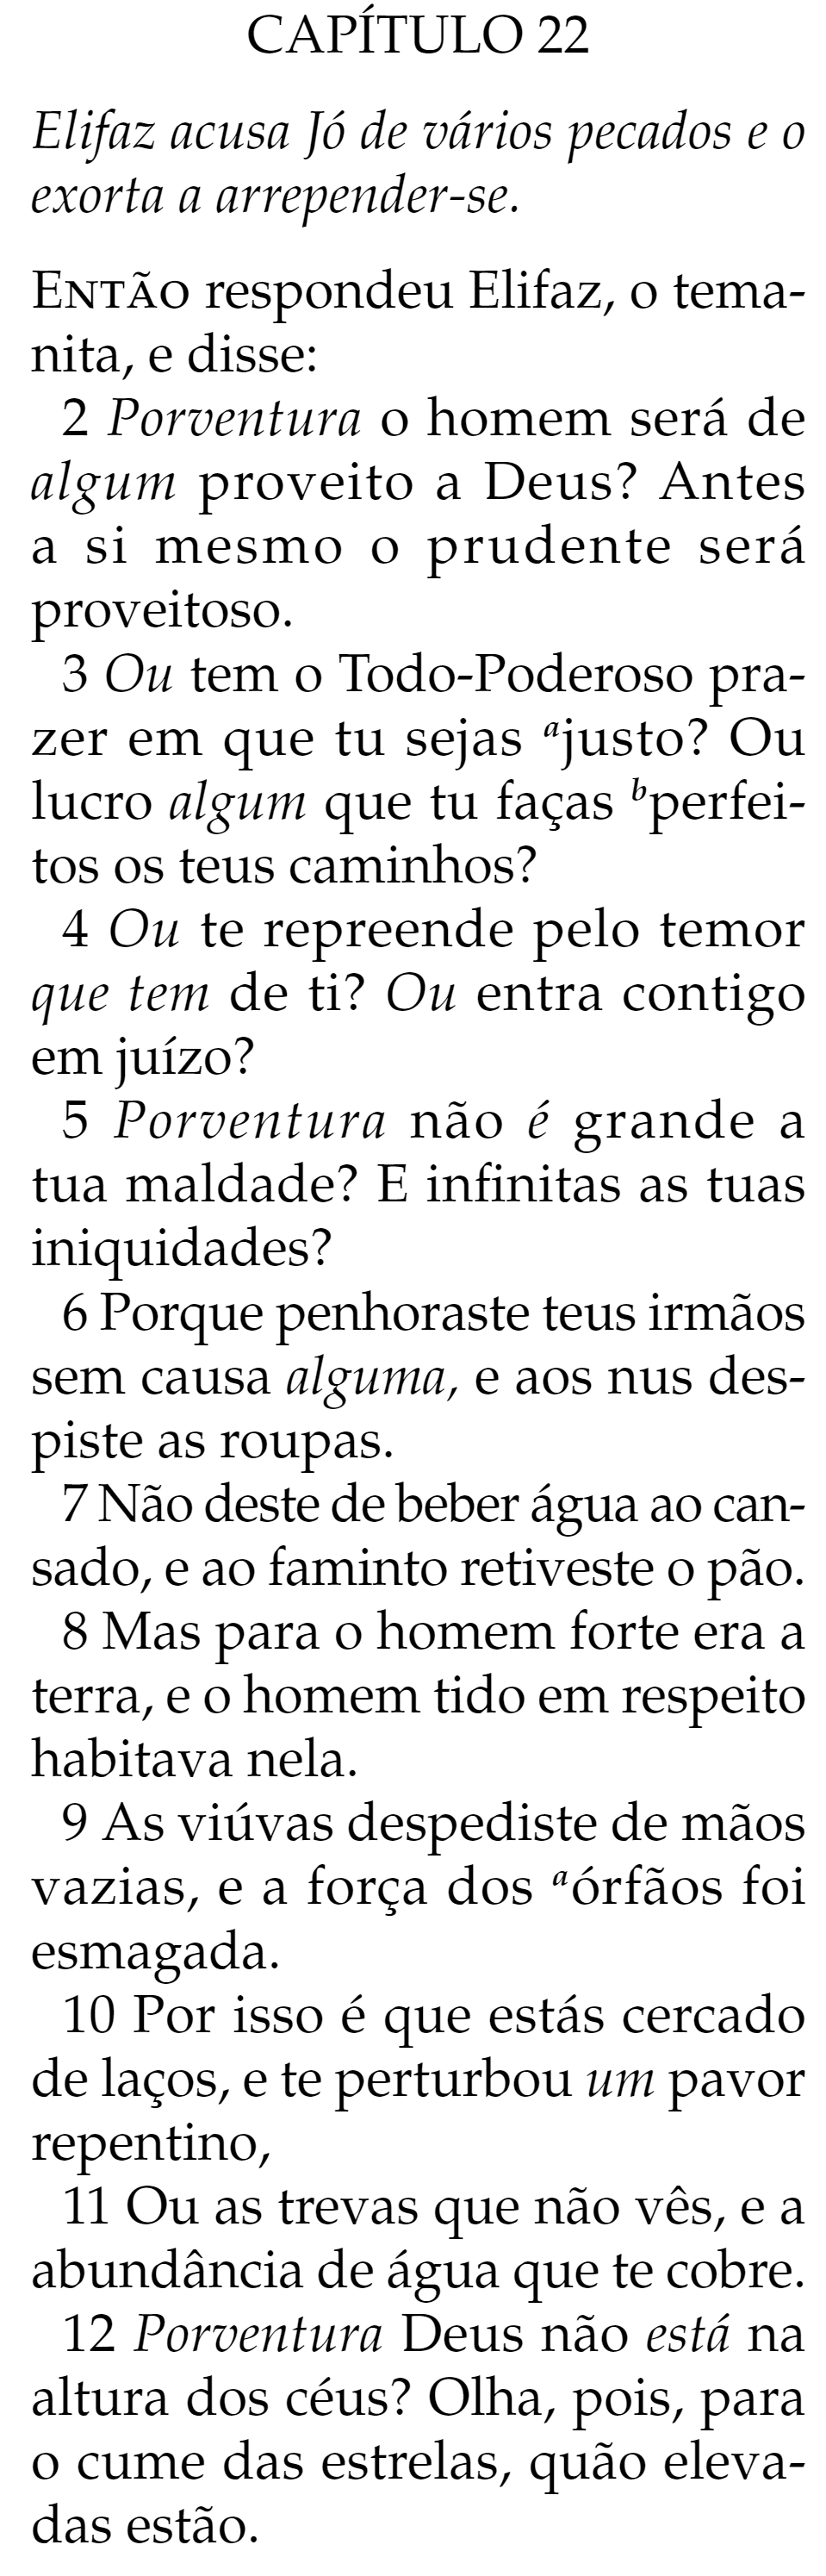 CAPÍTULO 22
Elifaz acusa Jó de vários pecados e o
exorta a arrepender-se.
ENTÃO respondeu Elifaz, o tema-
nita, e disse:
2 Porventura o homem será de
algum proveito a Deus? Antes
a si mesmo o prudente será
proveitoso.
3 Ou tem o Todo-Poderoso pra-
zer em que tu sejas ajusto? Ou
lucro algum que tu faças bperfei-
tos os teus caminhos?
4 Ou te repreende pelo temor
que tem de ti? Ou entra contigo
em juízo?
5 Porventura não é grande a
tua maldade? E infinitas as tuas
iniquidades?
6 Porque penhoraste teus irmãos
sem causa alguma, e aos nus des-
piste as roupas.
7 Não deste de beber água ao can-
sado, e ao faminto retiveste o pão.
8 Mas para o homem forte era a
terra, e o homem tido em respeito
habitava nela.
9 As viúvas despediste de mãos
vazias, e a força dos aórfãos foi
esmagada.
10 Por isso é que estás cercado
de laços, e te perturbou um pavor
repentino,
11 Ou as trevas que não vês, e a
abundância de água que te cobre.
12 Porventura Deus não está na
altura dos céus? Olha, pois, para
o cume das estrelas, quão eleva-
das estão.